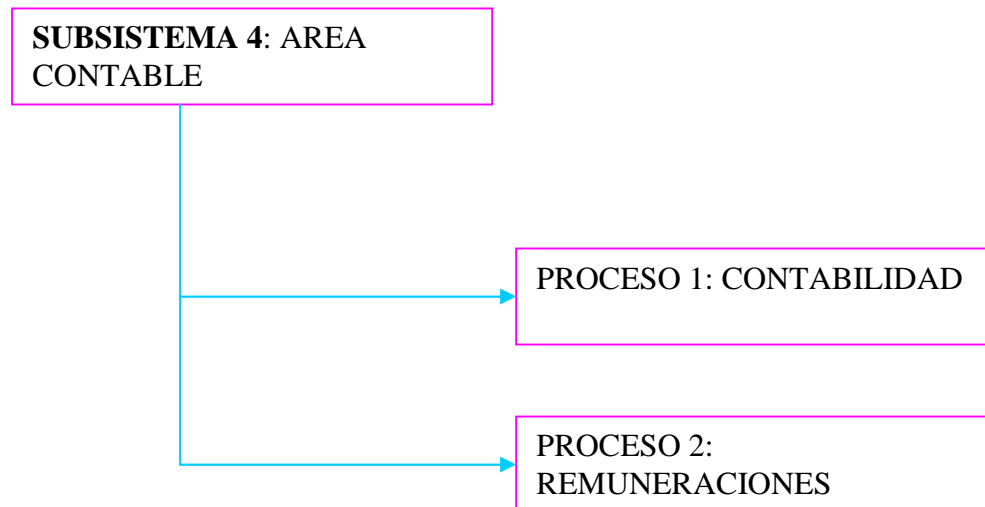 SUBSISTEMA 4: AREA
CONTABLE
PROCESO 1: CONTABILIDAD
PROCESO 2:
REMUNERACIONES